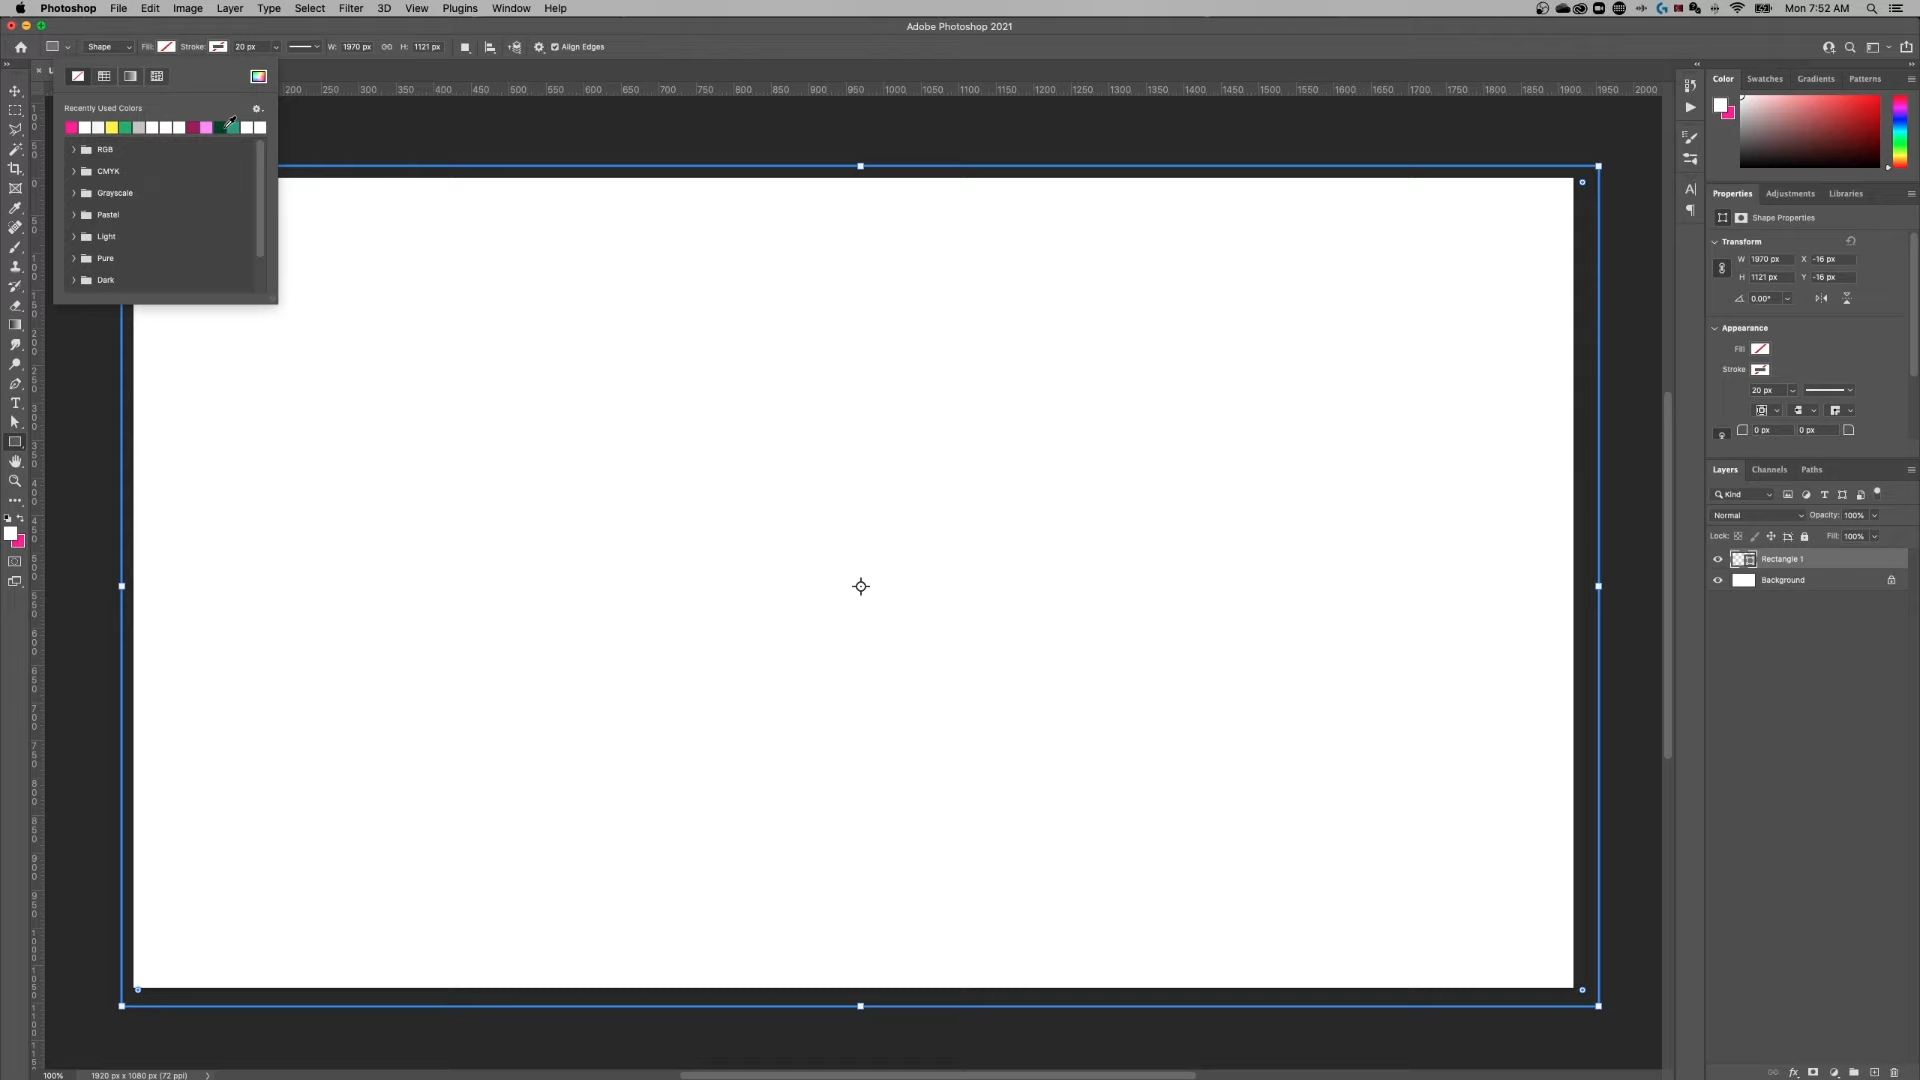 Photoshop File Edit Image Layer Type Select Filter 3D View Plugins Window Help Mon 7:52 AM
Adobe Photoshop 2021
Shape Fill: Stroke: 20 px W: 1970 px H: 1121 px Align Edges
Recently Used Colors
RGB
CMYK
Grayscale
Pastel
Light
Pure
Dark
200 250 300 350 400 450 500 550 600 650 700 750 800 850 900 950 1000 1050 1100 1150 1200 1250 1300 1350 1400 1450 1500 1550 1600 1650 1700 1750 1800 1850 1900 1950 2000
Color Swatches Gradients Patterns
Properties Adjustments Libraries
Shape Properties
Transform
W 1970 px X -16 px
H 1121 px Y -16 px
0.00°
Appearance
Fill
Stroke
20 px
0 px 0 px
Layers Channels Paths
Kind
Normal Opacity: 100%
Lock: Fill: 100%
Rectangle 1
Background
100% 1920 px x 1080 px (72 ppi)